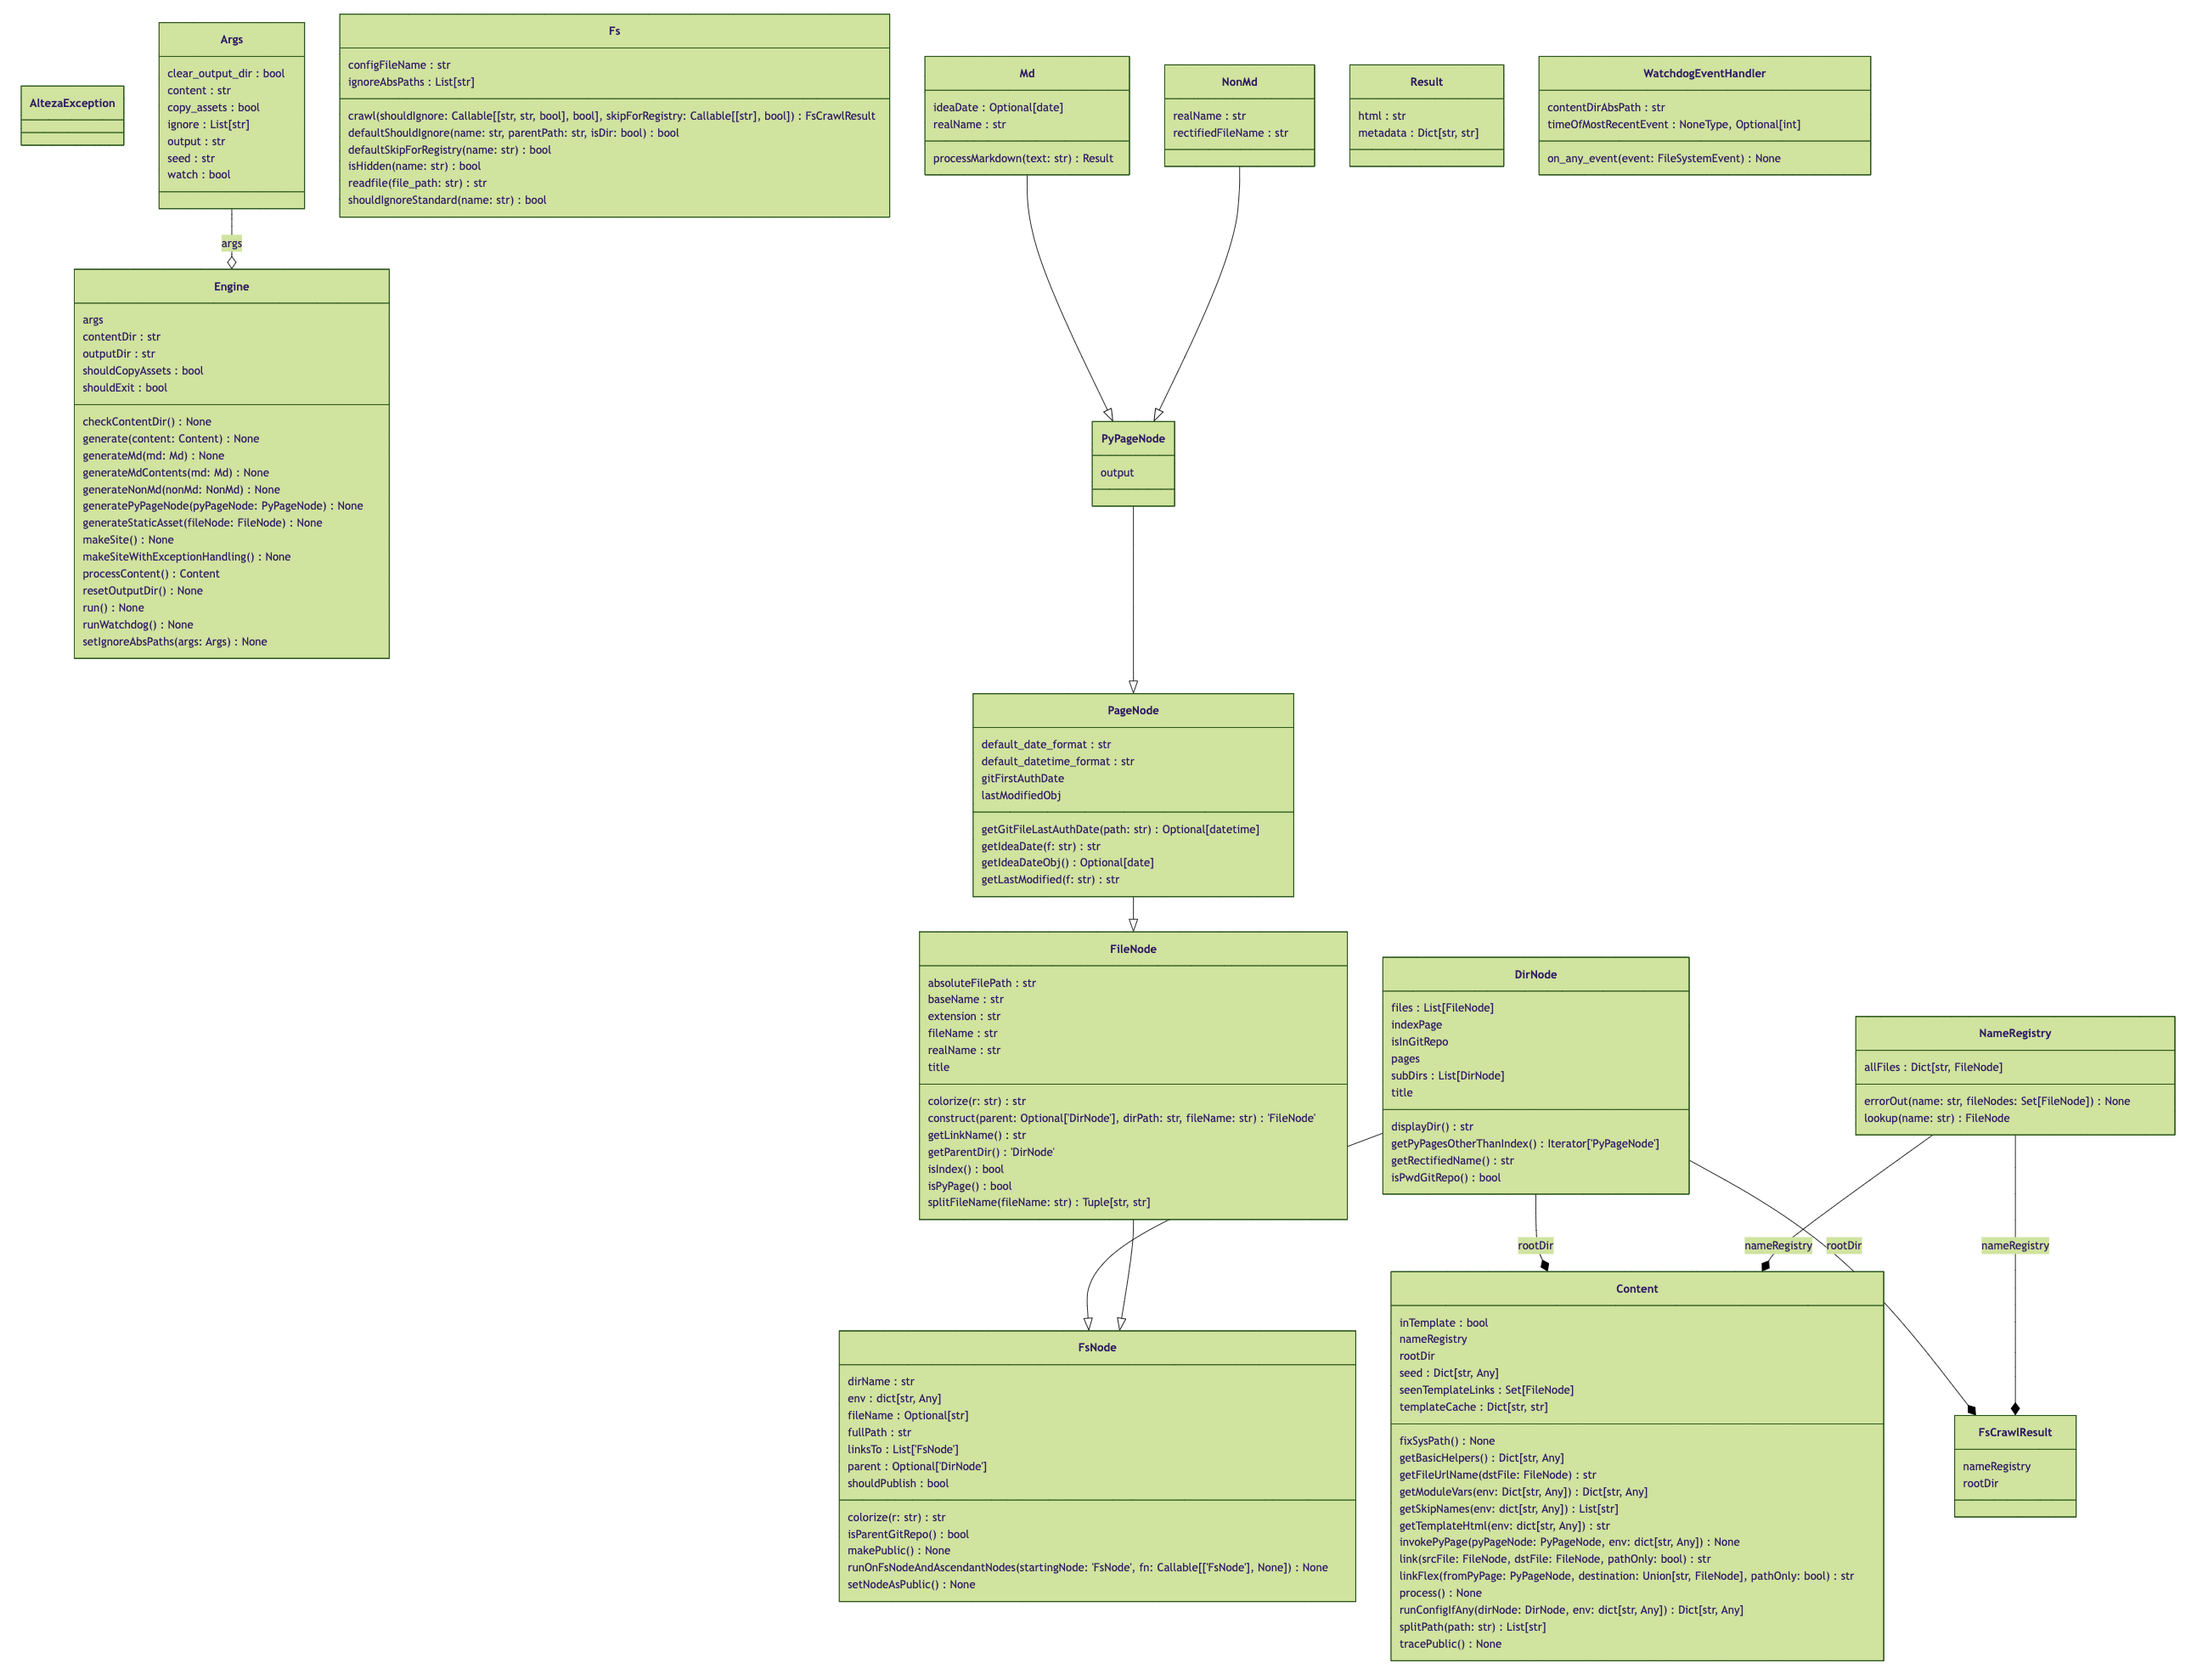 AltezaException
Args
clear_output_dir : bool
content : str
copy_assets : bool
ignore : List[str]
output : str
seed : str
watch : bool
args
Engine
args
contentDir : str
outputDir : str
shouldCopyAssets : bool
shouldExit : bool
checkContentDir() : None
generate(content: Content) : None
generateMd(md: Md) : None
generateMdContents(md: Md) : None
generateNonMd(nonMd: NonMd) : None
generatePyPageNode(pyPageNode: PyPageNode) : None
generateStaticAsset(fileNode: FileNode) : None
makeSite() : None
makeSiteWithExceptionHandling() : None
processContent() : Content
resetOutputDir() : None
run() : None
runWatchdog() : None
setIgnoreAbsPaths(args: Args) : None
Fs
configFileName : str
ignoreAbsPaths : List[str]
crawl(shouldIgnore: Callable[[str, str, bool], bool], skipForRegistry: Callable[[str], bool]) : FsCrawlResult
defaultShouldIgnore(name: str, parentPath: str, isDir: bool) : bool
defaultSkipForRegistry(name: str) : bool
isHidden(name: str) : bool
readfile(file_path: str) : str
shouldIgnoreStandard(name: str) : bool
Md
ideaDate : Optional[date]
realName : str
processMarkdown(text: str) : Result
NonMd
realName : str
rectifiedFileName : str
Result
html : str
metadata : Dict[str, str]
WatchdogEventHandler
contentDirAbsPath : str
timeOfMostRecentEvent : NoneType, Optional[int]
on_any_event(event: FileSystemEvent) : None
PyPageNode
output
PageNode
default_date_format : str
default_datetime_format : str
gitFirstAuthDate
lastModifiedObj
getGitFileLastAuthDate(path: str) : Optional[datetime]
getIdeaDate(f: str) : str
getIdeaDateObj() : Optional[date]
getLastModified(f: str) : str
FileNode
absoluteFilePath : str
baseName : str
extension : str
fileName : str
realName : str
title
colorize(r: str) : str
construct(parent: Optional['DirNode'], dirPath: str, fileName: str) : 'FileNode'
getLinkName() : str
getParentDir() : 'DirNode'
isIndex() : bool
isPyPage() : bool
splitFileName(fileName: str) : Tuple[str, str]
DirNode
files : List[FileNode]
indexPage
isInGitRepo
pages
subDirs : List[DirNode]
title
displayDir() : str
getPyPagesOtherThanIndex() : Iterator['PyPageNode']
getRectifiedName() : str
isPwdGitRepo() : bool
NameRegistry
allFiles : Dict[str, FileNode]
errorOut(name: str, fileNodes: Set[FileNode]) : None
lookup(name: str) : FileNode
rootDir
nameRegistry
rootDir
nameRegistry
FsNode
dirName : str
env : dict[str, Any]
fileName : Optional[str]
fullPath : str
linksTo : List['FsNode']
parent : Optional['DirNode']
shouldPublish : bool
colorize(r: str) : str
isParentGitRepo() : bool
makePublic() : None
runOnFsNodeAndAscendantNodes(startingNode: 'FsNode', fn: Callable[['FsNode'], None]) : None
setNodeAsPublic() : None
Content
inTemplate : bool
nameRegistry
rootDir
seed : Dict[str, Any]
seenTemplateLinks : Set[FileNode]
templateCache : Dict[str, str]
fixSysPath() : None
getBasicHelpers() : Dict[str, Any]
getFileUrlName(dstFile: FileNode) : str
getModuleVars(env: Dict[str, Any]) : Dict[str, Any]
getSkipNames(env: dict[str, Any]) : List[str]
getTemplateHtml(env: dict[str, Any]) : str
invokePyPage(pyPageNode: PyPageNode, env: dict[str, Any]) : None
link(srcFile: FileNode, dstFile: FileNode, pathOnly: bool) : str
linkFlex(fromPyPage: PyPageNode, destination: Union[str, FileNode], pathOnly: bool) : str
process() : None
runConfigIfAny(dirNode: DirNode, env: dict[str, Any]) : Dict[str, Any]
splitPath(path: str) : List[str]
tracePublic() : None
FsCrawlResult
nameRegistry
rootDir